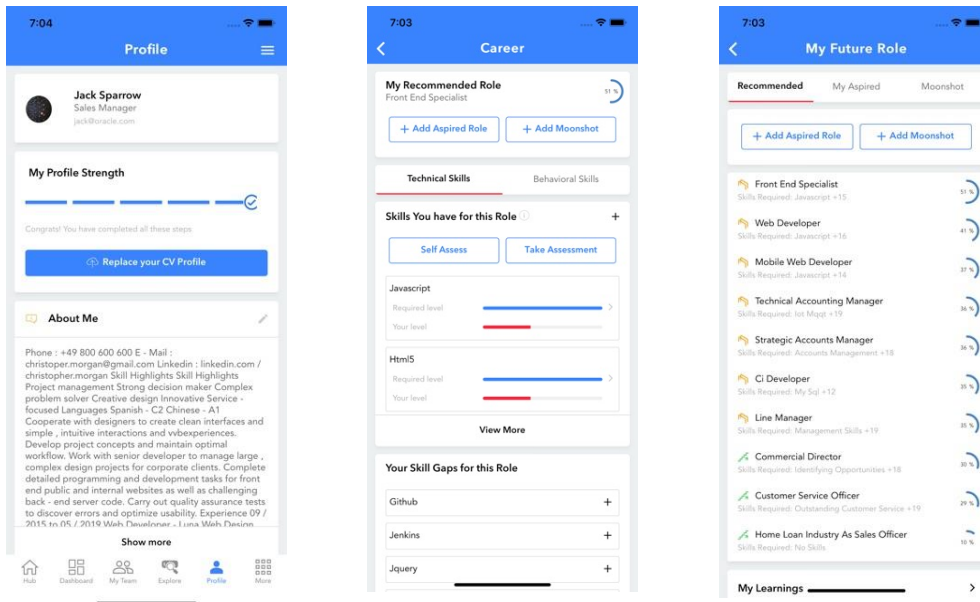 7:04
Profile
Jack Sparrow
Sales Manager
jack@oracle.com
My Profile Strength
Congrats! You have completed all these steps
Replace your CV Profile
About Me
Phone : +49 800 600 600 E - Mail :
christoper.morgan@gmail.com Linkedin : linkedin.com /
christopher.morgan Skill Highlights Skill Highlights
Project management Strong decision maker Complex
problem solver Creative design Innovative Service -
focused Languages Spanish - C2 Chinese - A1
Cooperate with designers to create clean interfaces and
simple , intuitive interactions and vbexperiences.
Develop project concepts and maintain optimal
workflow. Work with senior developer to manage large ,
complex design projects for corporate clients. Complete
detailed programming and development tasks for front
end public and internal websites as well as challenging
back - end server code. Carry out quality assurance tests
to discover errors and optimize usability. Experience 09 /
2015 to 05 / 2019 Web Developer - Luna Web Design
Show more
Hub
Dashboard
My Team
Explore
Profile
More
7:03
Career
My Recommended Role
Front End Specialist
51 %
+ Add Aspired Role
+ Add Moonshot
Technical Skills
Behavioral Skills
Skills You have for this Role
+
Self Assess
Take Assessment
Javascript
Required level
Your level
Html5
Required level
Your level
View More
Your Skill Gaps for this Role
Github +
Jenkins +
Jquery +
7:03
My Future Role
Recommended
My Aspired
Moonshot
+ Add Aspired Role
+ Add Moonshot
Front End Specialist
Skills Required: Javascript +15
51 %
Web Developer
Skills Required: Javascript +16
41 %
Mobile Web Developer
Skills Required: Javascript +14
37 %
Technical Accounting Manager
Skills Required: Iot Mqqt +19
36 %
Strategic Accounts Manager
Skills Required: Accounts Management +18
36 %
Ci Developer
Skills Required: My Sql +12
35 %
Line Manager
Skills Required: Management Skills +19
35 %
Commercial Director
Skills Required: Identifying Opportunities +18
30 %
Customer Service Officer
Skills Required: Outstanding Customer Service +19
29 %
Home Loan Industry As Sales Officer
Skills Required: No Skills
My Learnings